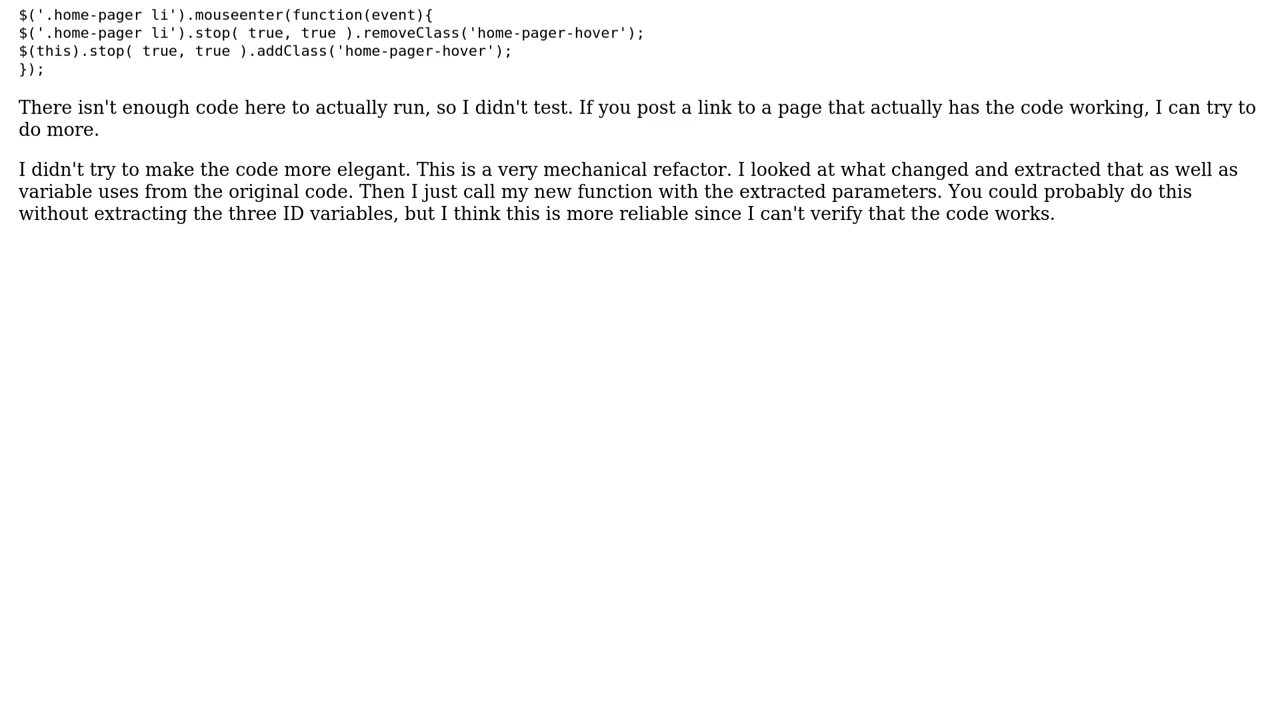 $('.home-pager li').mouseenter(function(event){
$('.home-pager li').stop( true, true ).removeClass('home-pager-hover');
$(this).stop( true, true ).addClass('home-pager-hover');
});
There isn't enough code here to actually run, so I didn't test. If you post a link to a page that actually has the code working, I can try to
do more.
I didn't try to make the code more elegant. This is a very mechanical refactor. I looked at what changed and extracted that as well as
variable uses from the original code. Then I just call my new function with the extracted parameters. You could probably do this
without extracting the three ID variables, but I think this is more reliable since I can't verify that the code works.